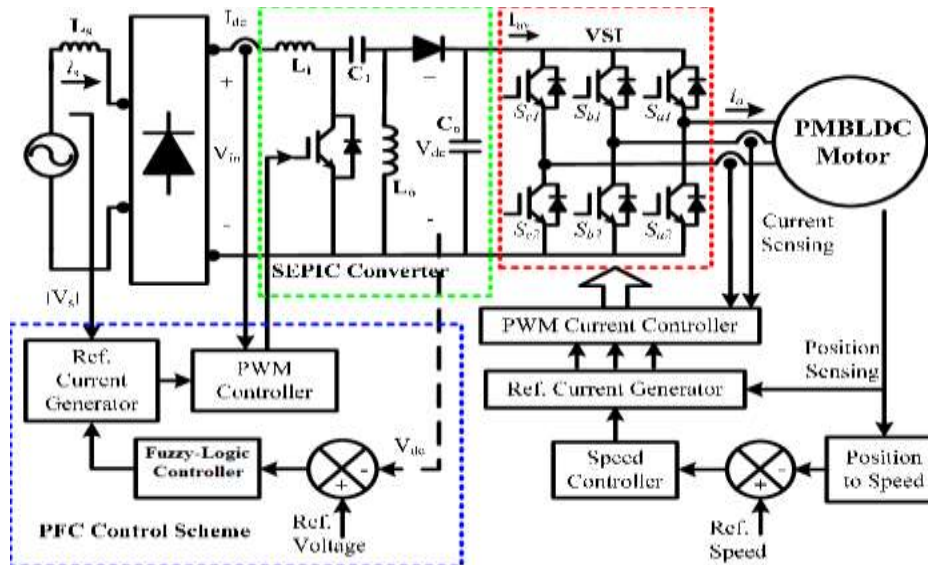 Ls
is
Idc
+
Vin
-
L1
C1
Lo
Co
Vdc
-
SEPIC Converter
VSI
Sc1
Sb1
Sa1
Sc2
Sb2
Sa2
ia
PMBLDC
Motor
Current
Sensing
Position
Sensing
|Vs|
Ref.
Current
Generator
PWM
Controller
Fuzzy-Logic
Controller
Vdc
-
+
Ref.
Voltage
PFC Control Scheme
PWM Current Controller
Ref. Current Generator
Speed
Controller
-
+
Ref.
Speed
Position
to Speed